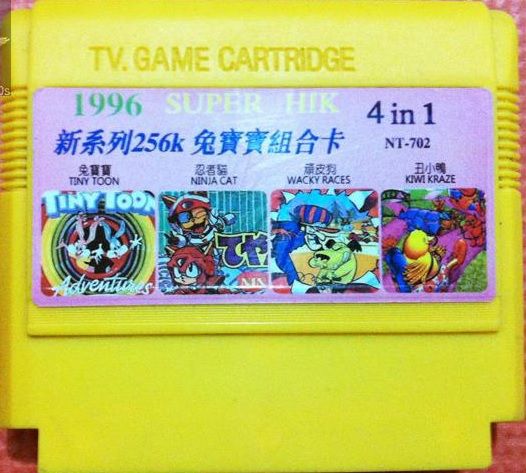 TV. GAME CARTRIDGE
1996 SUPER HIK 4 in 1
新系列256k 兔寶寶組合卡 NT-702
兔寶寶 忍者貓 頑皮狗 丑小鴨
TINY TOON NINJA CAT WACKY RACES KIWI KRAZE
TINY TOON
Adventures
てや